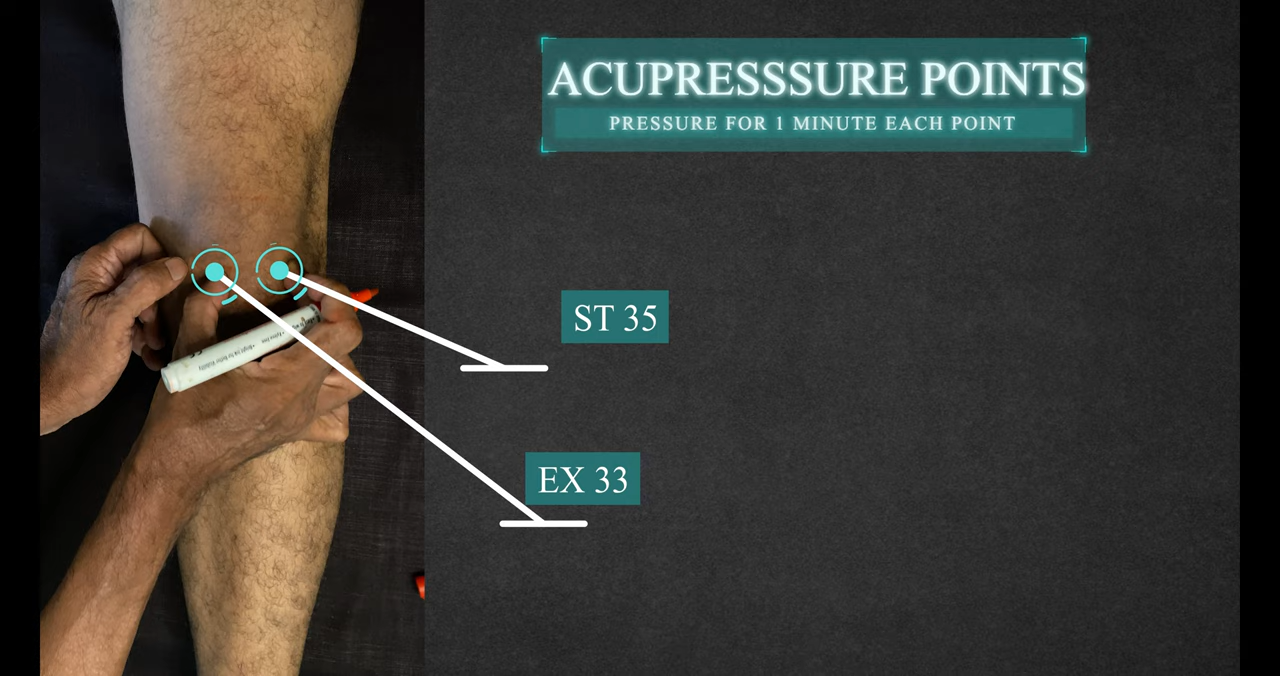 ACUPRESSSURE POINTS
PRESSURE FOR 1 MINUTE EACH POINT
ST 35
EX 33